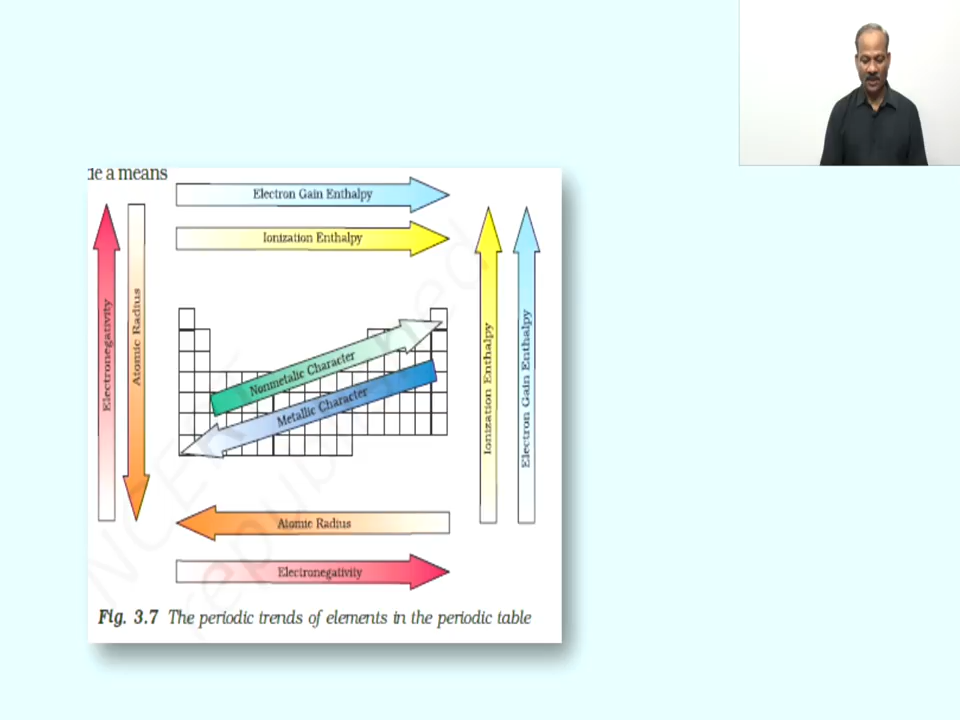 a means
Electron Gain Enthalpy
Ionization Enthalpy
Electronegativity
Atomic Radius
Nonmetalic Character
Metallic Character
Ionization Enthalpy
Electron Gain Enthalpy
Atomic Radius
Electronegativity
Fig. 3.7 The periodic trends of elements in the periodic table